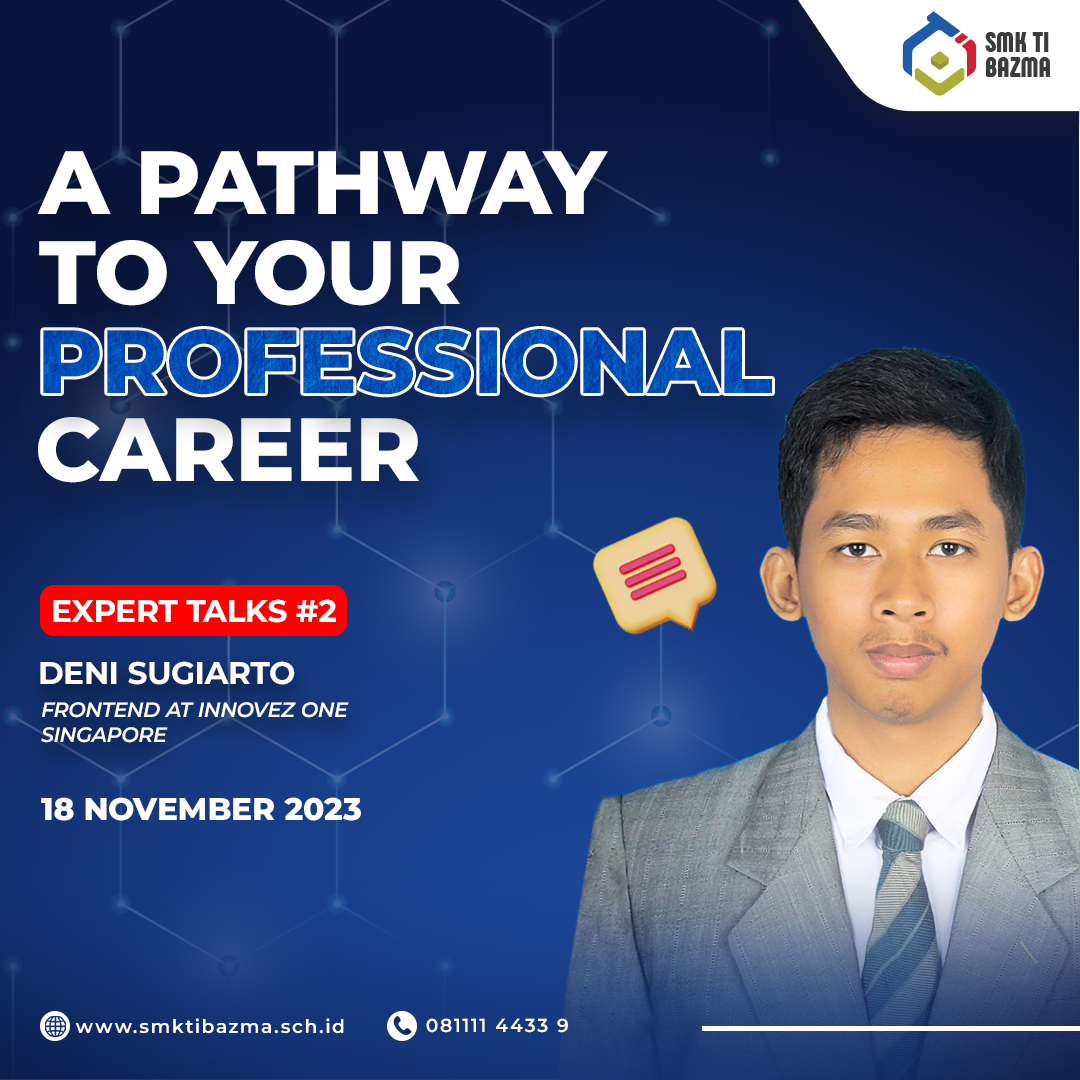 SMK TI
BAZMA
A PATHWAY
TO YOUR
PROFESSIONAL
CAREER
EXPERT TALKS #2
DENI SUGIARTO
FRONTEND AT INNOVEZ ONE
SINGAPORE
18 NOVEMBER 2023
www.smktibazma.sch.id
081111 4433 9